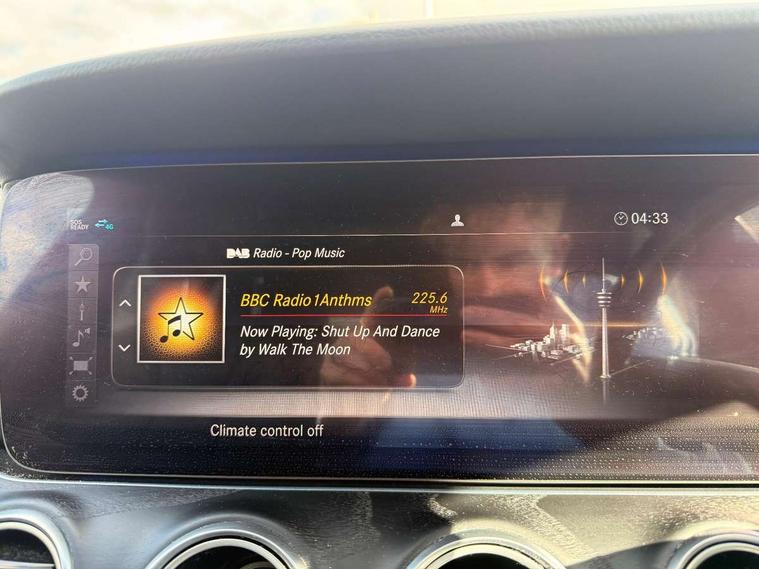 SOS
READY
4G
04:33
DAB Radio - Pop Music
BBC Radio1Anthms
225.6
MHz
Now Playing: Shut Up And Dance
by Walk The Moon
Climate control off